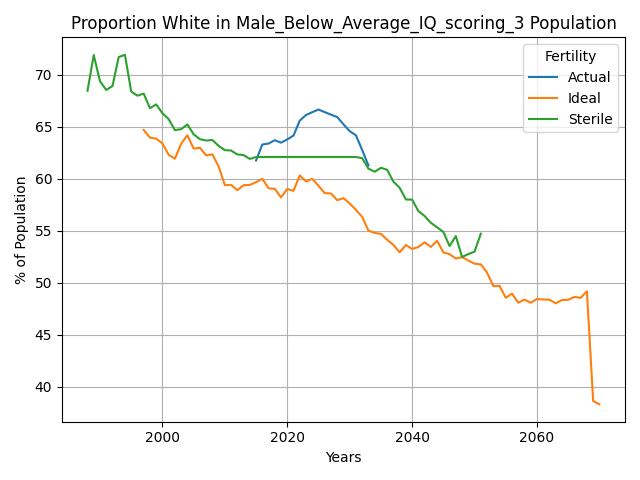 Proportion White in Male_Below_Average_IQ_scoring_3 Population
Fertility
Actual
Ideal
Sterile
% of Population
70
65
60
55
50
45
40
2000
2020
2040
2060
Years